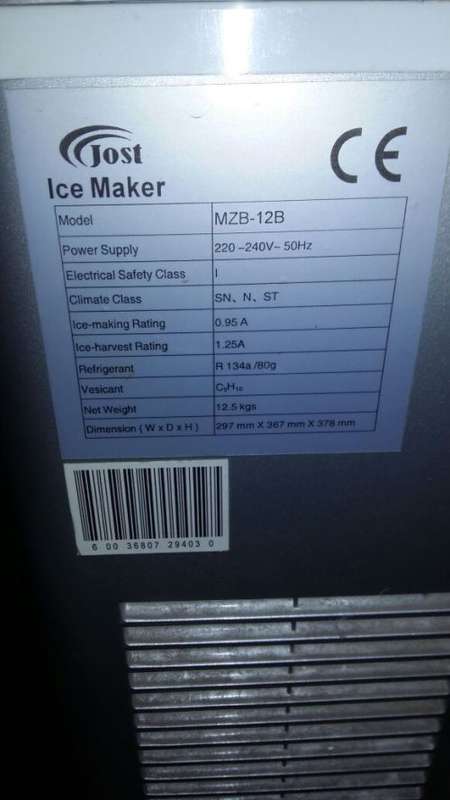 Jost
CE
Ice Maker
Model MZB-12B
Power Supply 220 ~240V~ 50Hz
Electrical Safety Class I
Climate Class SN、N、ST
Ice-making Rating 0.95 A
Ice-harvest Rating 1.25A
Refrigerant R 134a /80g
Vesicant C₅H₁₀
Net Weight 12.5 kgs
Dimension ( W x D x H ) 297 mm X 367 mm X 378 mm
6 00 36807 29403 0